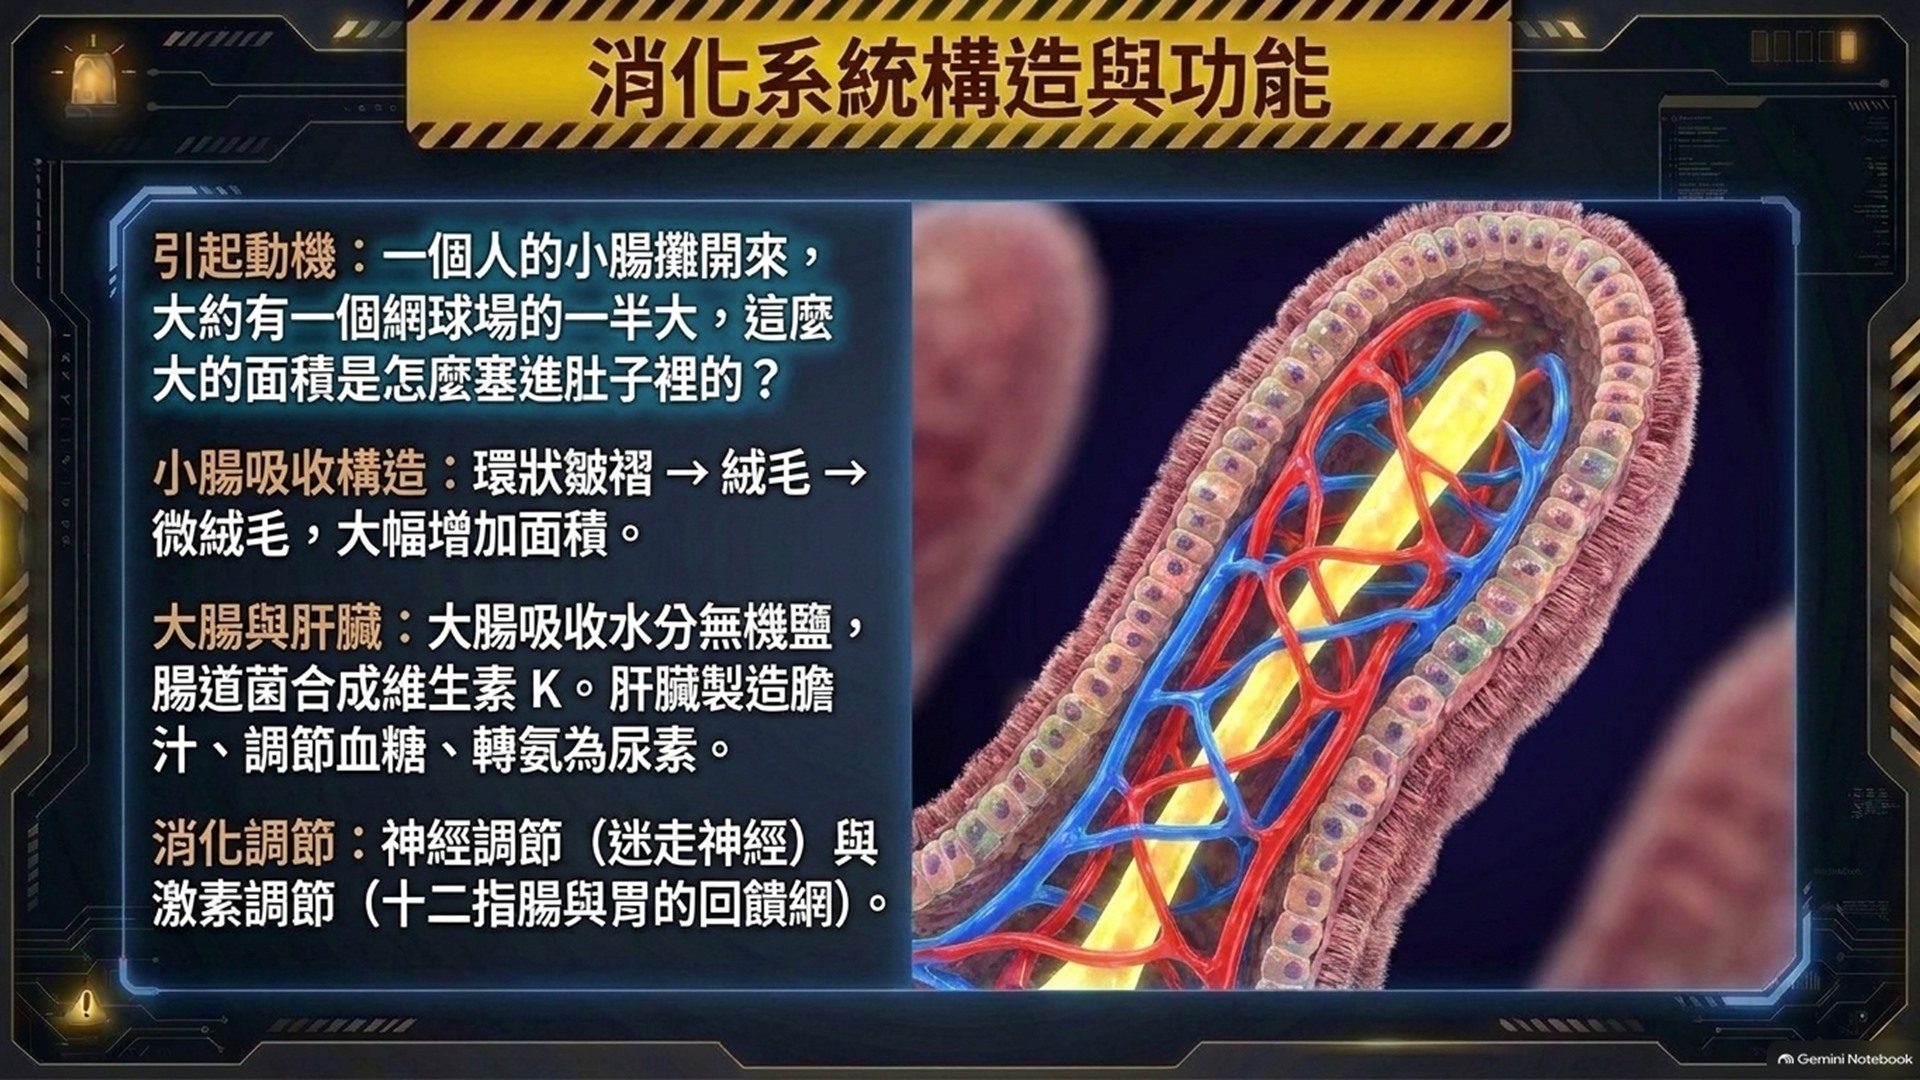 消化系統構造與功能
引起動機：一個人的小腸攤開來，
大約有一個網球場的一半大，這麼
大的面積是怎麼塞進肚子裡的？
小腸吸收構造：環狀皺褶 → 絨毛 →
微絨毛，大幅增加面積。
大腸與肝臟：大腸吸收水分無機鹽，
腸道菌合成維生素 K。肝臟製造膽
汁、調節血糖、轉氨為尿素。
消化調節：神經調節（迷走神經）與
激素調節（十二指腸與胃的回饋網）。
Gemini Notebook